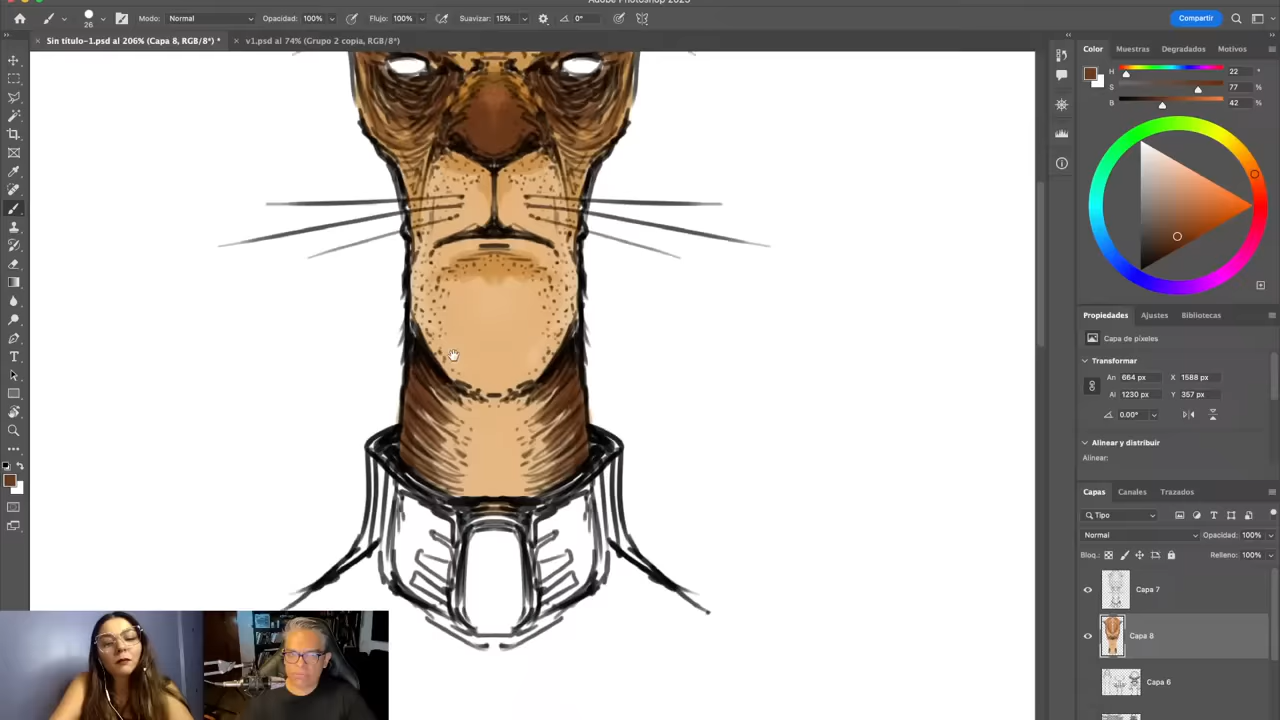 26 Modo: Normal Opacidad: 100% Flujo: 100% Suavizar: 15% 0° Compartir
× Sin título-1.psd al 206% (Capa 8, RGB/8*) * × v1.psd al 74% (Grupo 2 copia, RGB/8*)
Color Muestras Degradados Motivos
H 22 °
S 77 %
B 42 %
Propiedades Ajustes Bibliotecas
Capa de píxeles
Transformar
An 664 px X 1588 px
Al 1230 px Y 357 px
0.00°
Alinear y distribuir
Alinear:
Capas Canales Trazados
Tipo
Normal Opacidad: 100%
Bloq.: Relleno: 100%
Capa 7
Capa 8
Capa 6